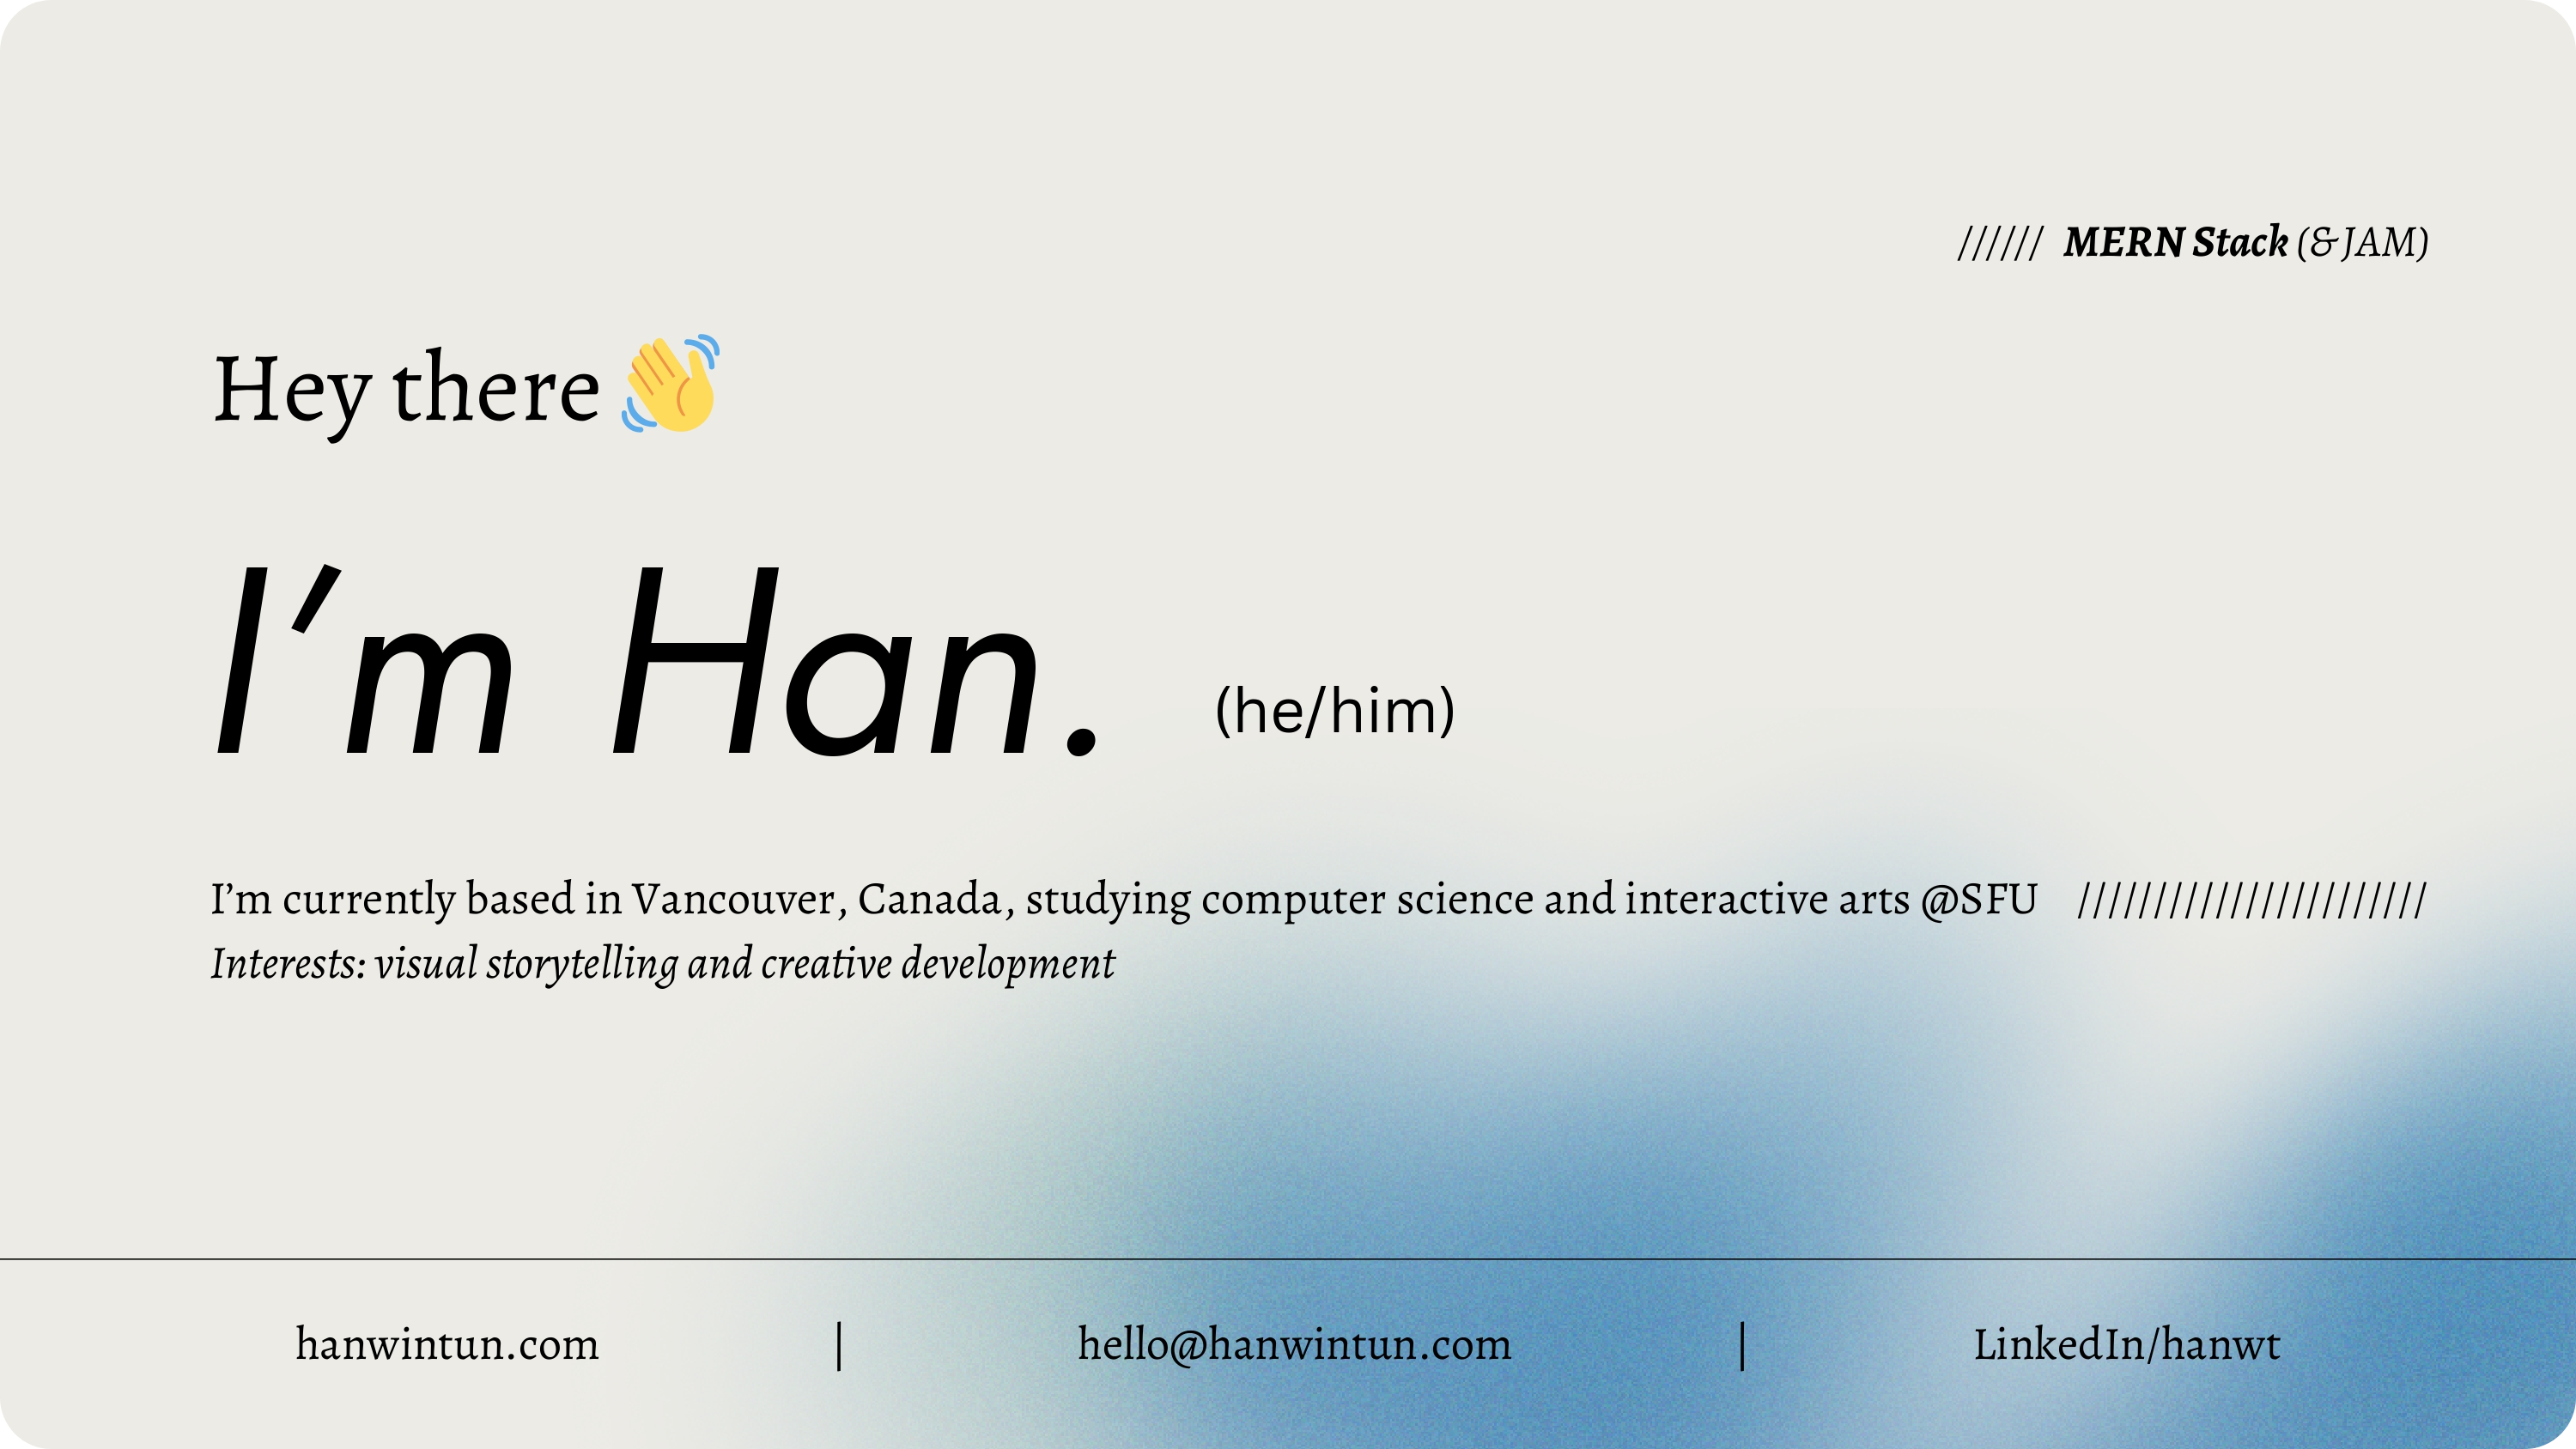 ////// MERN Stack (& JAM)
Hey there 👋
I’m Han. (he/him)
I’m currently based in Vancouver, Canada, studying computer science and interactive arts @SFU ///////////////////////
Interests: visual storytelling and creative development
hanwintun.com | hello@hanwintun.com | LinkedIn/hanwt